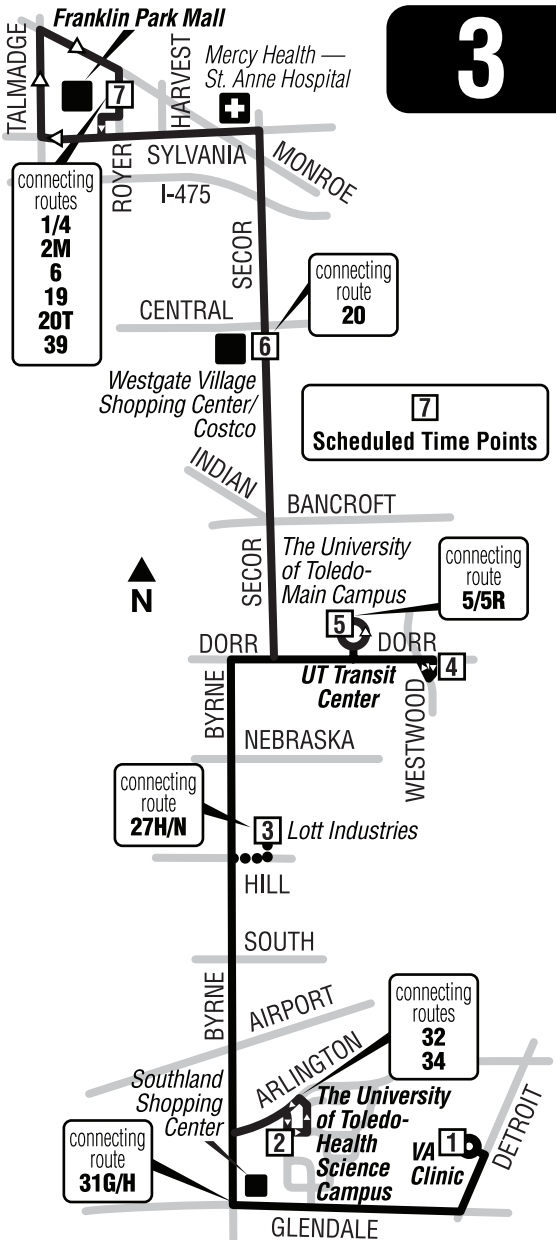 3
Franklin Park Mall
TALMADGE
HARVEST
Mercy Health —
St. Anne Hospital
7
SYLVANIA
MONROE
ROYER
I-475
connecting
routes
1/4
2M
6
19
20T
39
SECOR
connecting
route
20
CENTRAL
6
Westgate Village
Shopping Center/
Costco
7
Scheduled Time Points
INDIAN
BANCROFT
SECOR
The University
of Toledo-
Main Campus
connecting
route
5/5R
N
5
DORR
DORR
4
UT Transit
Center
BYRNE
WESTWOOD
NEBRASKA
connecting
route
27H/N
3
Lott Industries
HILL
SOUTH
BYRNE
AIRPORT
connecting
routes
32
34
ARLINGTON
Southland
Shopping
Center
The University
of Toledo-
Health
Science
Campus
2
VA
Clinic
1
DETROIT
connecting
route
31G/H
GLENDALE